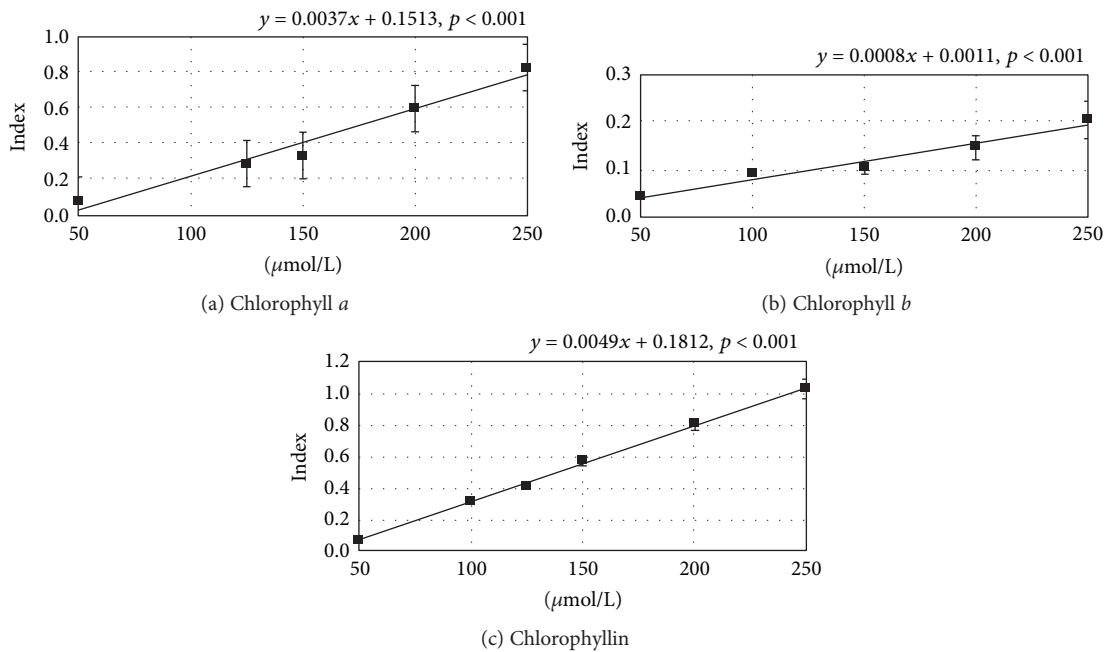 y = 0.0037x + 0.1513, p < 0.001
1.0
0.8
0.6
0.4
0.2
0.0
Index
50 100 150 200 250
(μmol/L)
(a) Chlorophyll a
y = 0.0008x + 0.0011, p < 0.001
0.3
0.2
0.1
0.0
Index
50 100 150 200 250
(μmol/L)
(b) Chlorophyll b
y = 0.0049x + 0.1812, p < 0.001
1.2
1.0
0.8
0.6
0.4
0.2
0.0
Index
50 100 150 200 250
(μmol/L)
(c) Chlorophyllin